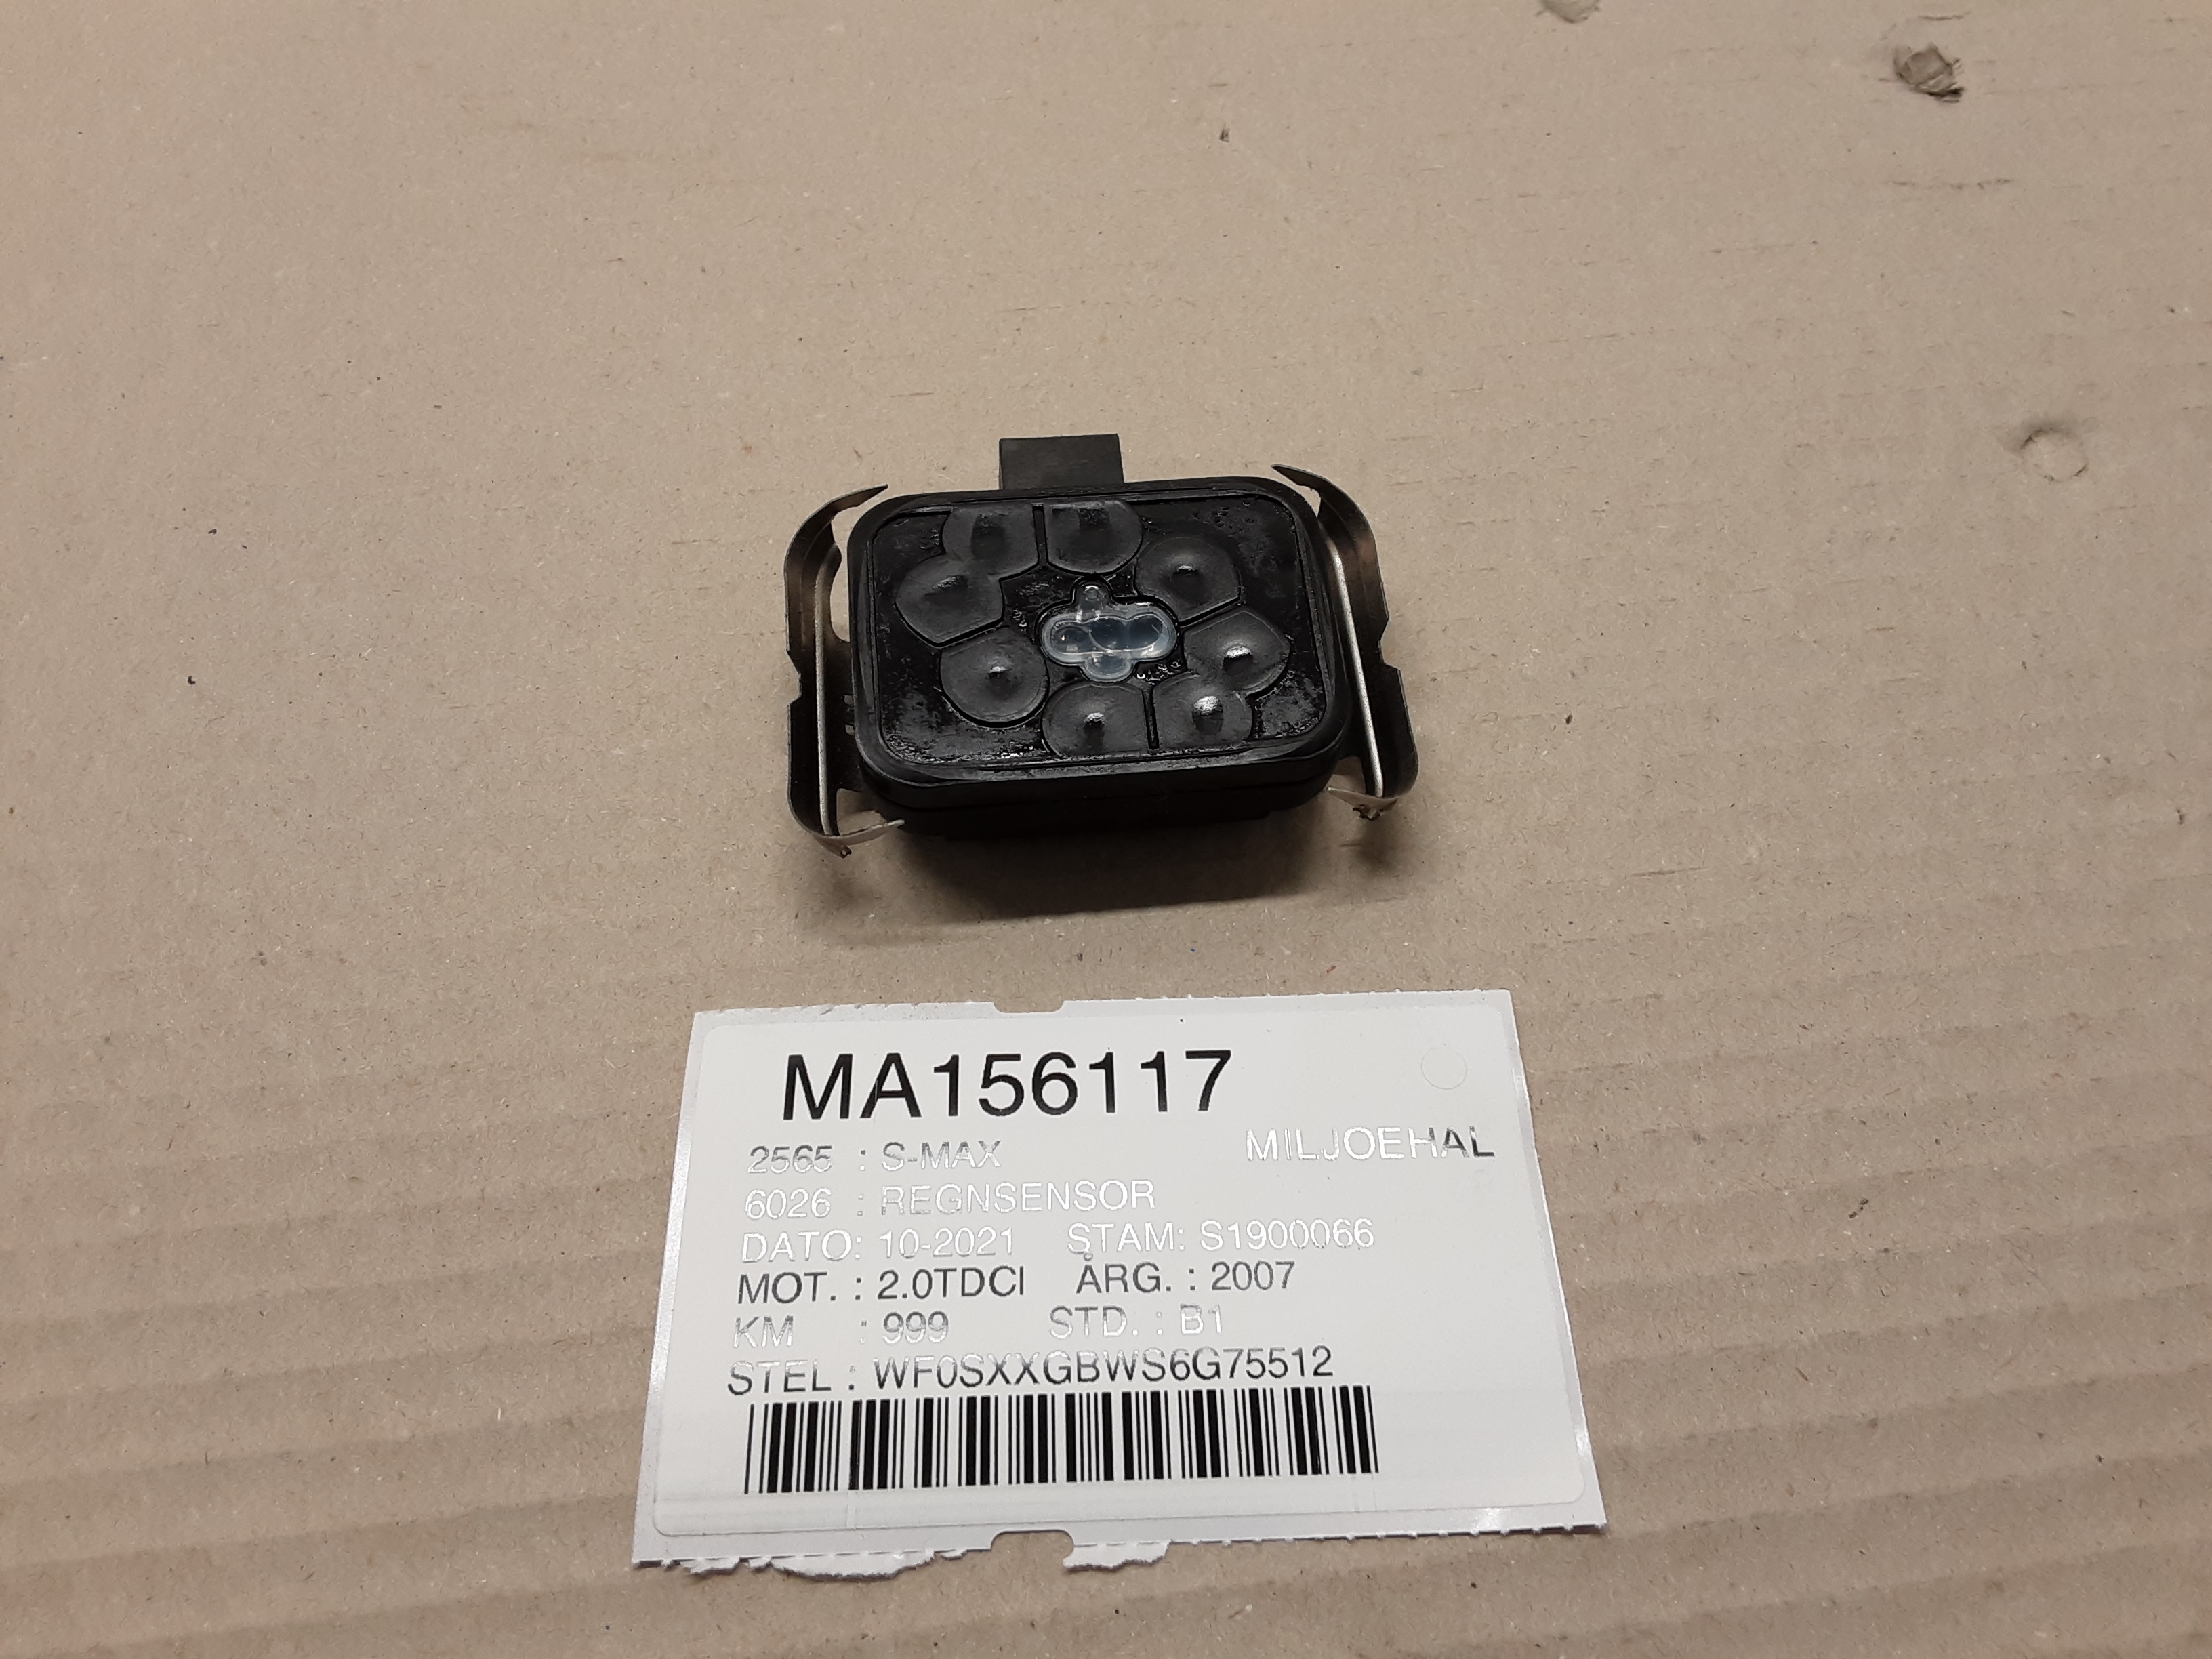 MA156117
2565 : S-MAX MILJOEHAL
6026 : REGNSENSOR
DATO: 10-2021 STAM: S1900066
MOT. : 2.0TDCI ÅRG. : 2007
KM : 999 STD. : B1
STEL : WF0SXXGBWS6G75512